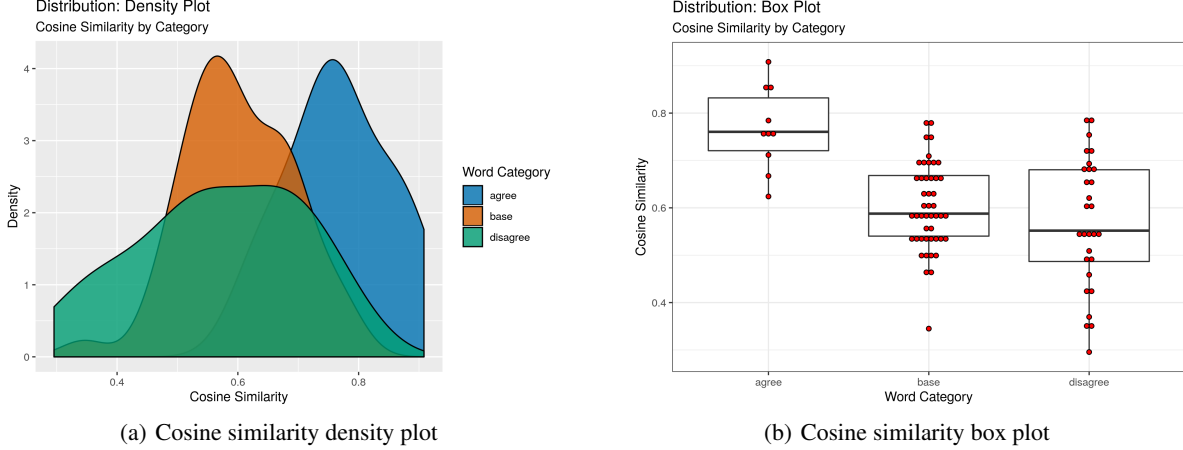 Distribution: Density Plot
Cosine Similarity by Category
4
3
2
1
0
Density
0.4
0.6
0.8
Cosine Similarity
Word Category
agree
base
disagree
(a) Cosine similarity density plot
Distribution: Box Plot
Cosine Similarity by Category
0.8
0.6
0.4
Cosine Similarity
agree
base
disagree
Word Category
(b) Cosine similarity box plot